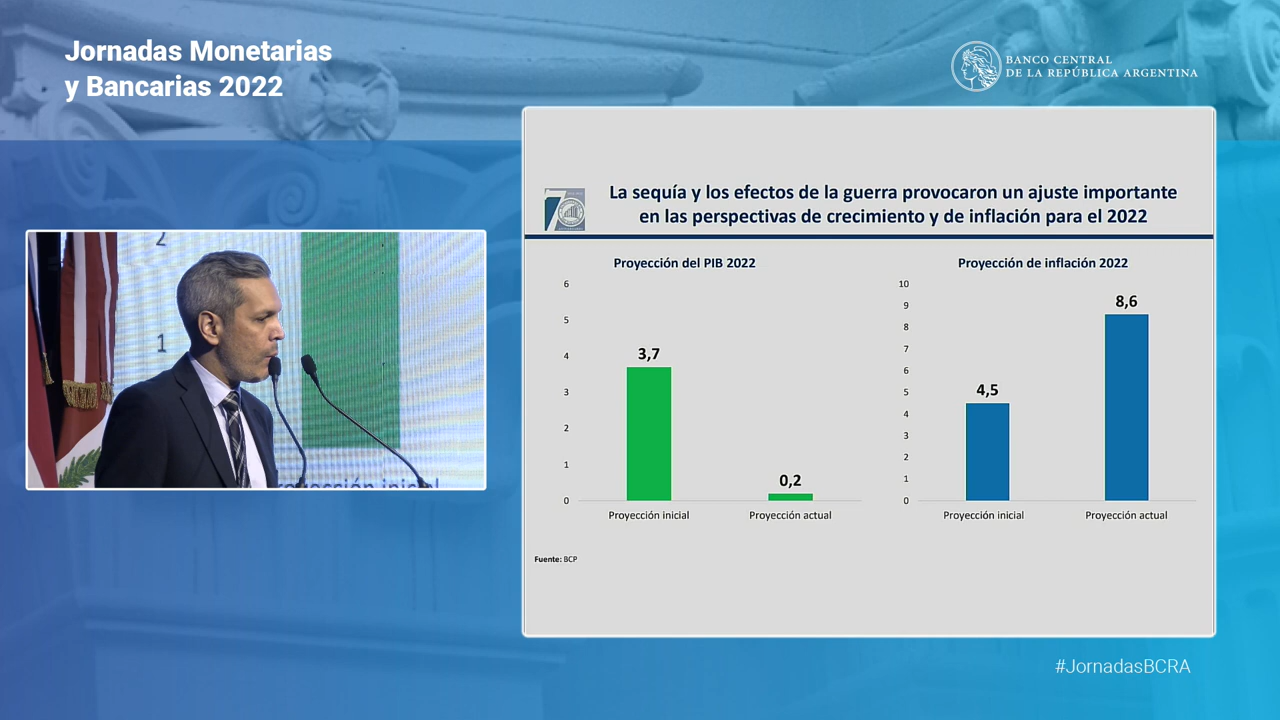 Jornadas Monetarias
y Bancarias 2022
BANCO CENTRAL
DE LA REPÚBLICA ARGENTINA
2
1
La sequía y los efectos de la guerra provocaron un ajuste importante
en las perspectivas de crecimiento y de inflación para el 2022
Proyección del PIB 2022
6
5
4
3
2
1
0
3,7
0,2
Proyección inicial
Proyección actual
Proyección de inflación 2022
10
9
8
7
6
5
4
3
2
1
0
4,5
8,6
Proyección inicial
Proyección actual
Fuente: BCP
#JornadasBCRA